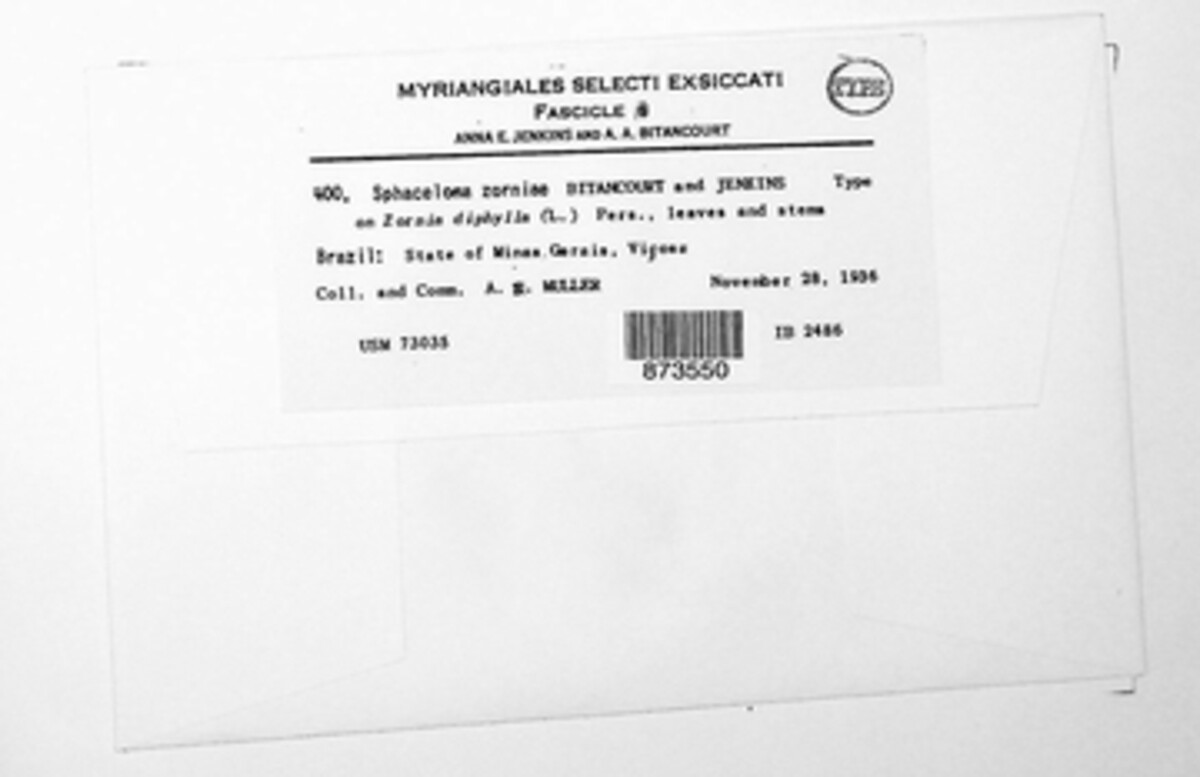 MYRIANGIALES SELECTI EXSICCATI
TYPE
FASCICLE 8
ANNA E. JENKINS AND A. A. BITANCOURT
400. Sphaceloma zorniae BITANCOURT and JENKINS Type
on Zornia diphylla (L.) Pers., leaves and stems
Brazil: State of Minas Gerais, Viçosa
Coll. and Comm. A. S. MULLER November 28, 1936
USM 73035
IB 2486
873550